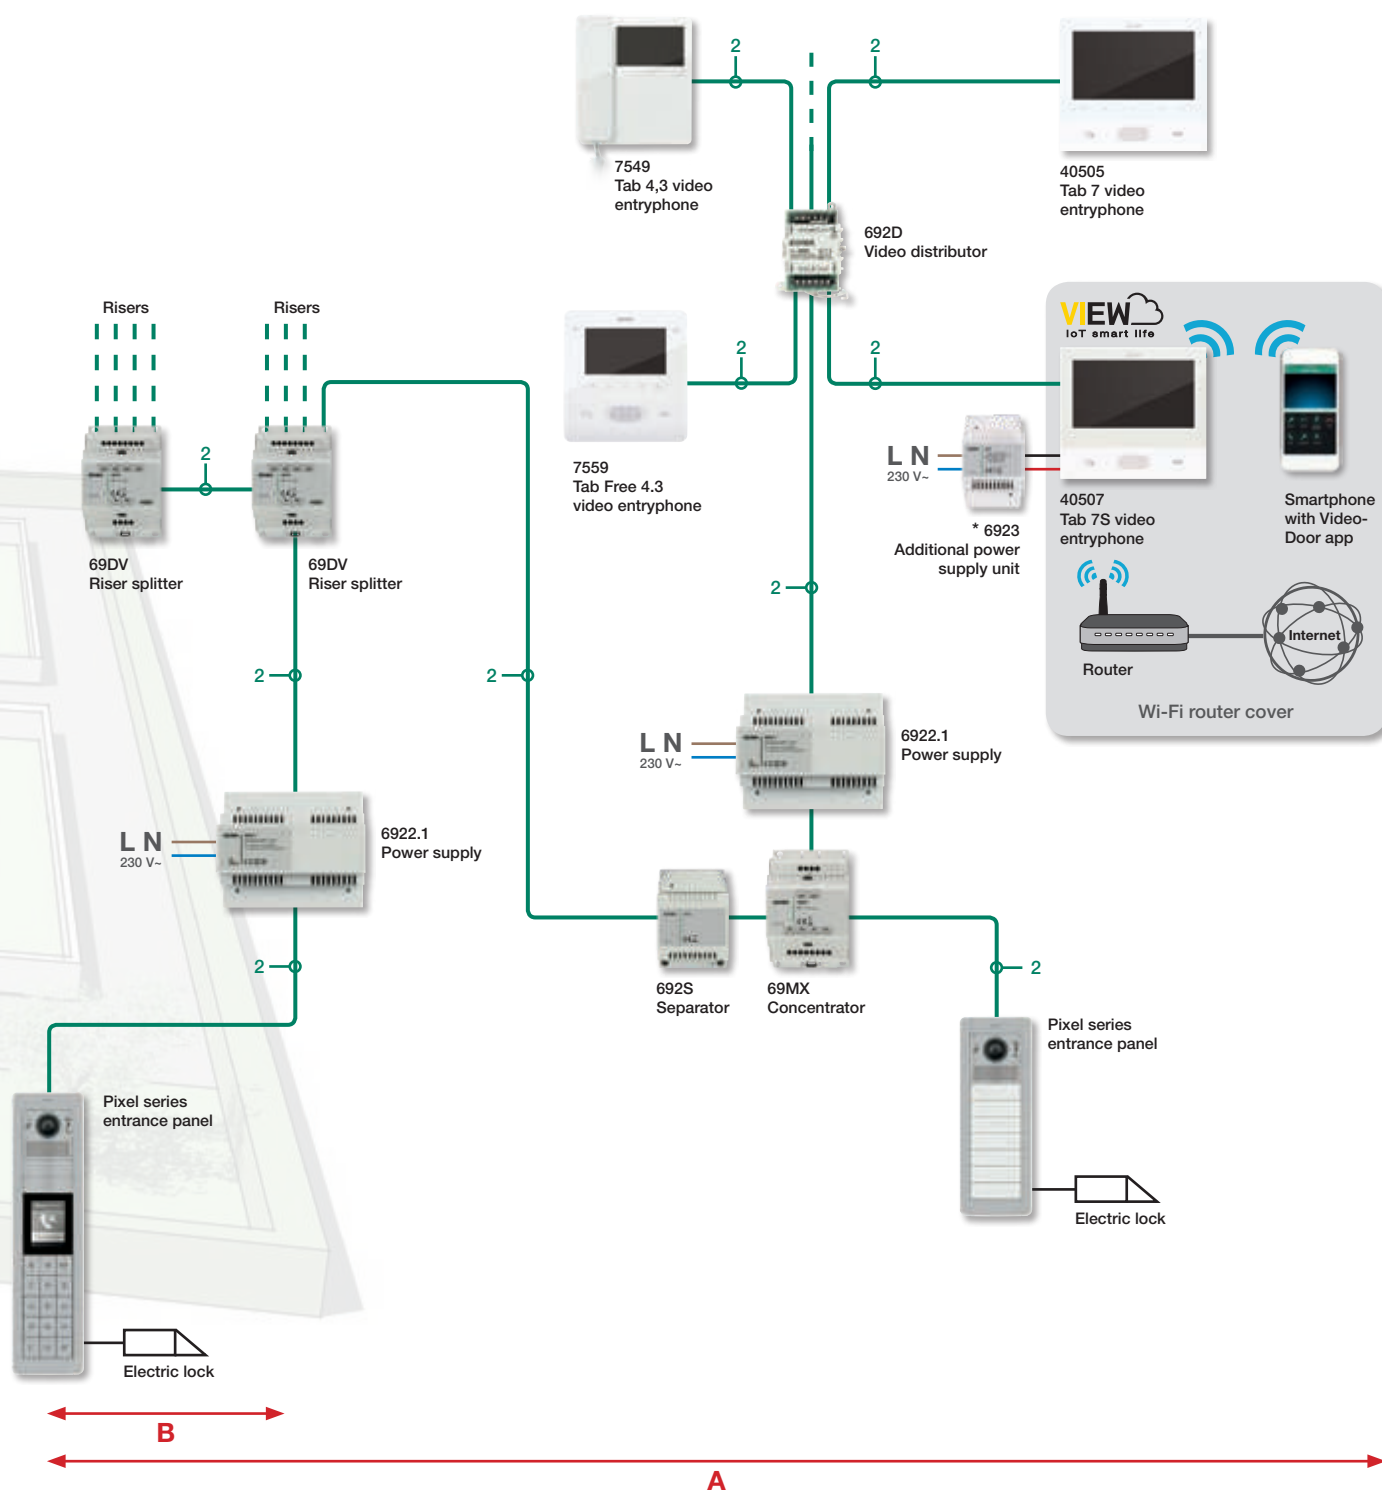 2
2
7549
Tab 4,3 video
entryphone
40505
Tab 7 video
entryphone
692D
Video distributor
Risers
Risers
VIEW
IoT smart life
2
2
2
7559
Tab Free 4.3
video entryphone
L N
230 V~
* 6923
Additional power
supply unit
40507
Tab 7S video
entryphone
Smartphone
with Video-
Door app
69DV
Riser splitter
69DV
Riser splitter
2
Internet
Router
2
2
Wi-Fi router cover
L N
230 V~
6922.1
Power supply
L N
230 V~
6922.1
Power supply
2
692S
Separator
69MX
Concentrator
2
Pixel series
entrance panel
Pixel series
entrance panel
Electric lock
Electric lock
B
A